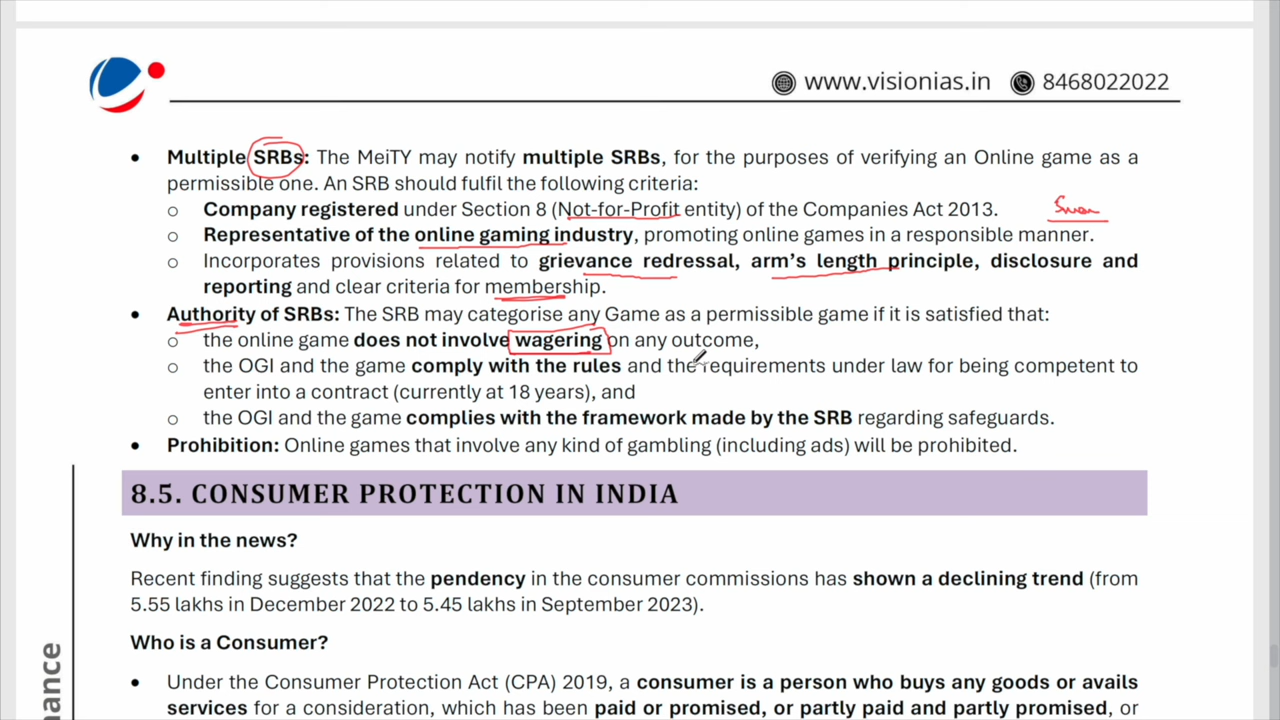 www.visionias.in 8468022022
• Multiple SRBs: The MeiTY may notify multiple SRBs, for the purposes of verifying an Online game as a
permissible one. An SRB should fulfil the following criteria:
o Company registered under Section 8 (Not-for-Profit entity) of the Companies Act 2013.
o Representative of the online gaming industry, promoting online games in a responsible manner.
o Incorporates provisions related to grievance redressal, arm's length principle, disclosure and
reporting and clear criteria for membership.
• Authority of SRBs: The SRB may categorise any Game as a permissible game if it is satisfied that:
o the online game does not involve wagering on any outcome,
o the OGI and the game comply with the rules and the requirements under law for being competent to
enter into a contract (currently at 18 years), and
o the OGI and the game complies with the framework made by the SRB regarding safeguards.
• Prohibition: Online games that involve any kind of gambling (including ads) will be prohibited.
8.5. CONSUMER PROTECTION IN INDIA
Why in the news?
Recent finding suggests that the pendency in the consumer commissions has shown a declining trend (from
5.55 lakhs in December 2022 to 5.45 lakhs in September 2023).
Who is a Consumer?
• Under the Consumer Protection Act (CPA) 2019, a consumer is a person who buys any goods or avails
services for a consideration, which has been paid or promised, or partly paid and partly promised, or